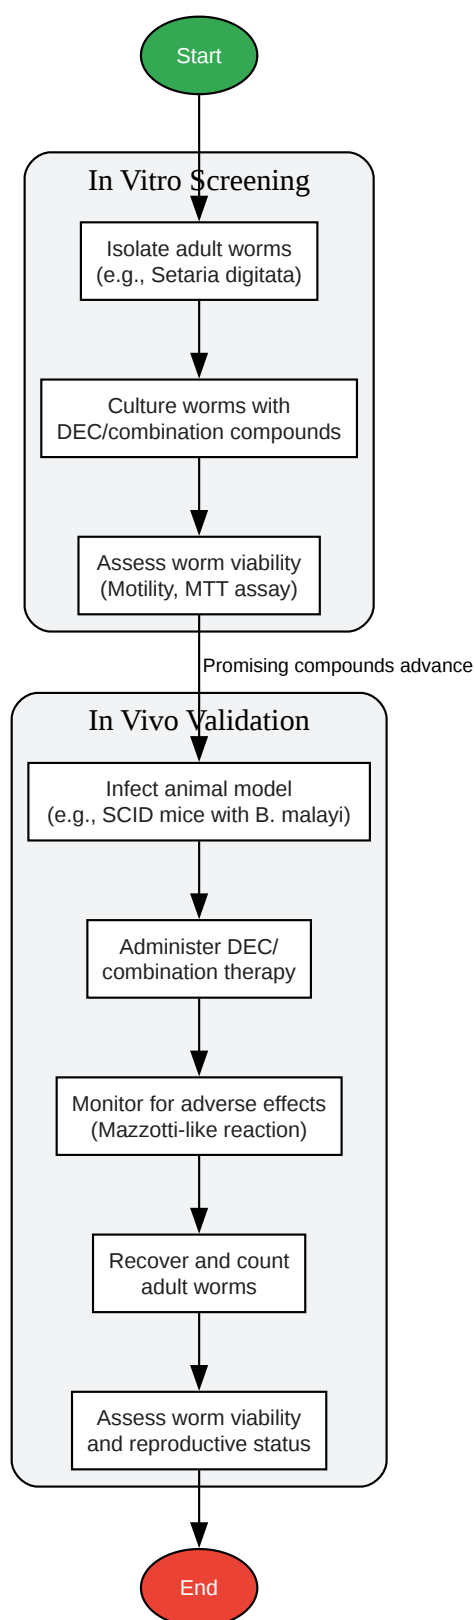 Start
In Vitro Screening
Isolate adult worms
(e.g., Setaria digitata)
Culture worms with
DEC/combination compounds
Assess worm viability
(Motility, MTT assay)
Promising compounds advance
In Vivo Validation
Infect animal model
(e.g., SCID mice with B. malayi)
Administer DEC/
combination therapy
Monitor for adverse effects
(Mazzotti-like reaction)
Recover and count
adult worms
Assess worm viability
and reproductive status
End